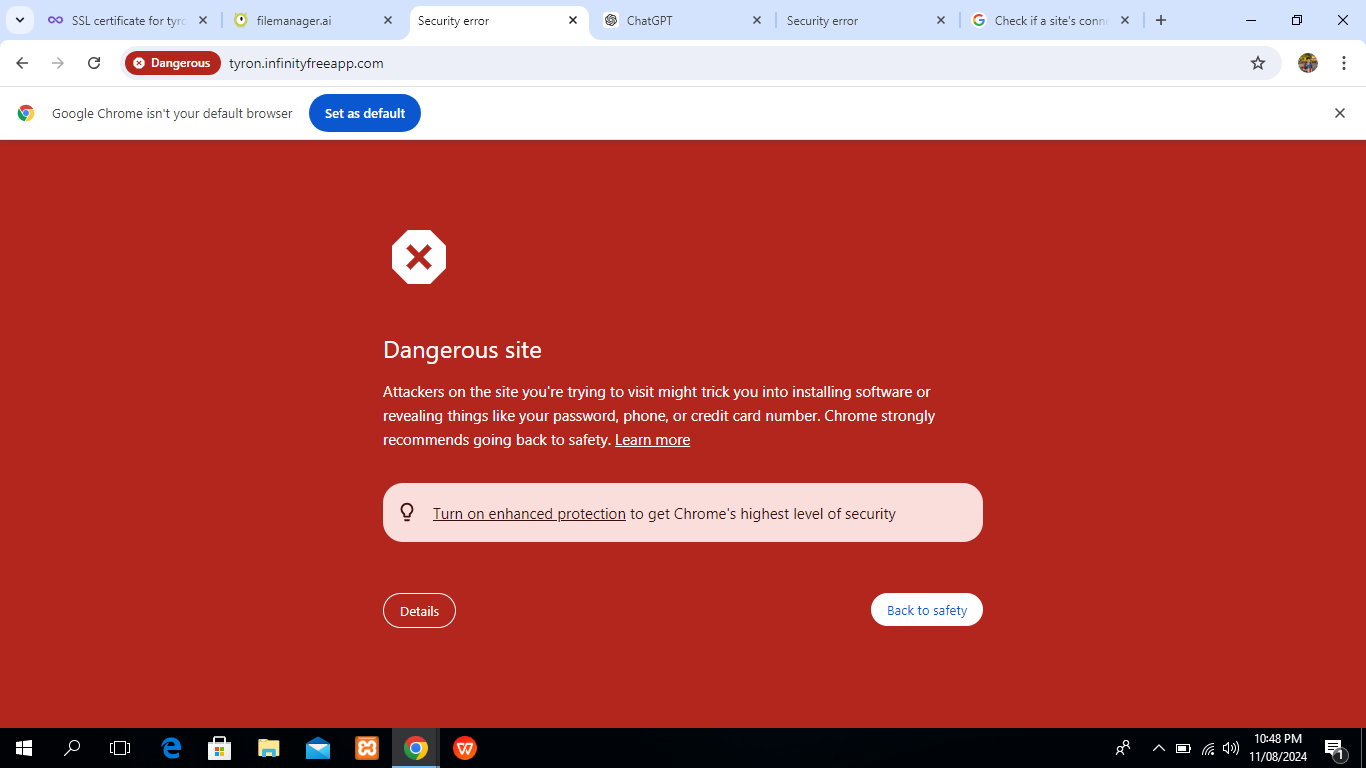 SSL certificate for tyro
filemanager.ai
Security error
ChatGPT
Security error
Check if a site's conne
Dangerous
tyron.infinityfreeapp.com
Google Chrome isn't your default browser
Set as default
Dangerous site
Attackers on the site you're trying to visit might trick you into installing software or
revealing things like your password, phone, or credit card number. Chrome strongly
recommends going back to safety. Learn more
Turn on enhanced protection to get Chrome's highest level of security
Details
Back to safety
10:48 PM
11/08/2024
1